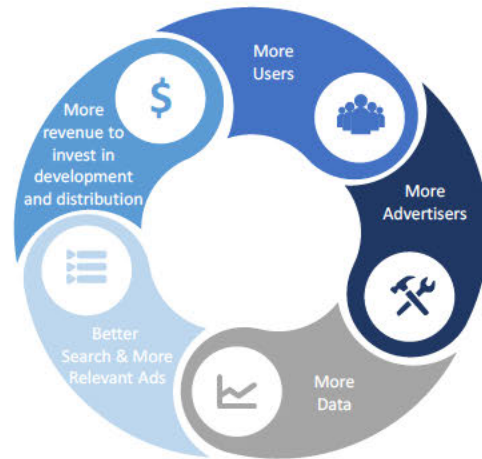 More
Users
More
Advertisers
More
Data
Better
Search & More
Relevant Ads
More
revenue to
invest in
development
and distribution
$